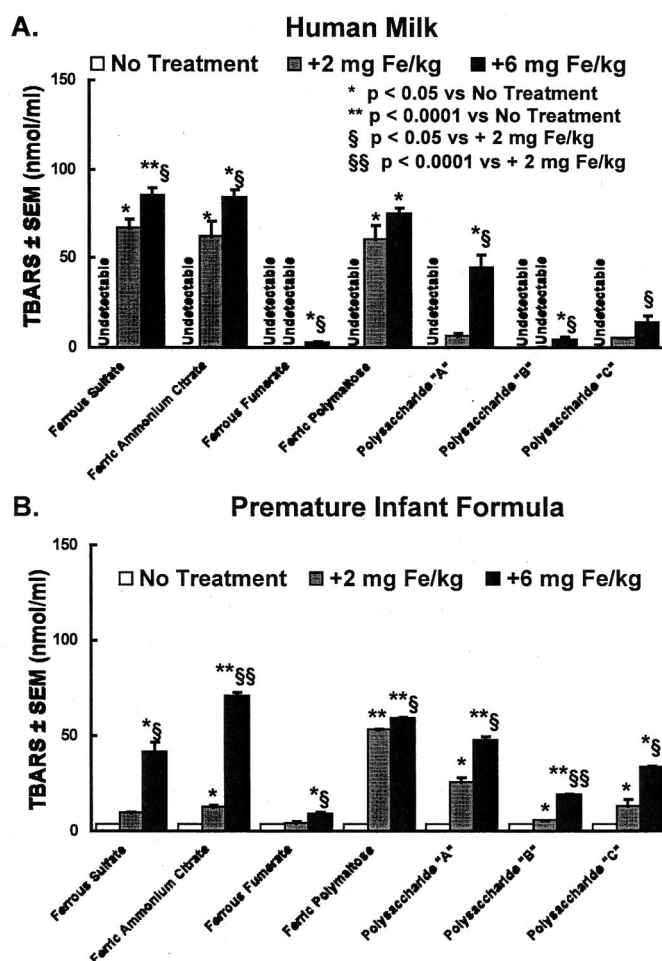 A.
Human Milk
No Treatment +2 mg Fe/kg +6 mg Fe/kg
* p < 0.05 vs No Treatment
** p < 0.0001 vs No Treatment
§ p < 0.05 vs + 2 mg Fe/kg
§§ p < 0.0001 vs + 2 mg Fe/kg
TBARS ± SEM (nmol/ml)
150
100
50
0
Undetectable * **§
Undetectable * *§
Undetectable Undetectable *§
Undetectable * *
Undetectable *§
Undetectable Undetectable *§
Undetectable §
Ferrous Sulfate
Ferric Ammonium Citrate
Ferrous Fumerate
Ferric Polymaltose
Polysaccharide "A"
Polysaccharide "B"
Polysaccharide "C"
B.
Premature Infant Formula
No Treatment +2 mg Fe/kg +6 mg Fe/kg
TBARS ± SEM (nmol/ml)
150
100
50
0
*§
* **§§
*§
** **§
* **§
* **§§
* *§
Ferrous Sulfate
Ferric Ammonium Citrate
Ferrous Fumerate
Ferric Polymaltose
Polysaccharide "A"
Polysaccharide "B"
Polysaccharide "C"